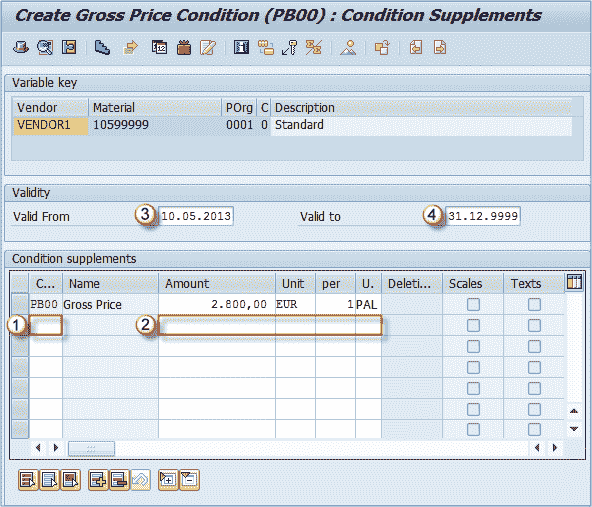 Create Gross Price Condition (PB00) : Condition Supplements
12
Variable key
Vendor Material POrg C Description
VENDOR1 10599999 0001 0 Standard
Validity
Valid From 3 10.05.2013 Valid to 4 31.12.9999
Condition supplements
C... Name Amount Unit per U. Deleti... Scales Texts
PB00 Gross Price 2.800,00 EUR 1 PAL
1 2